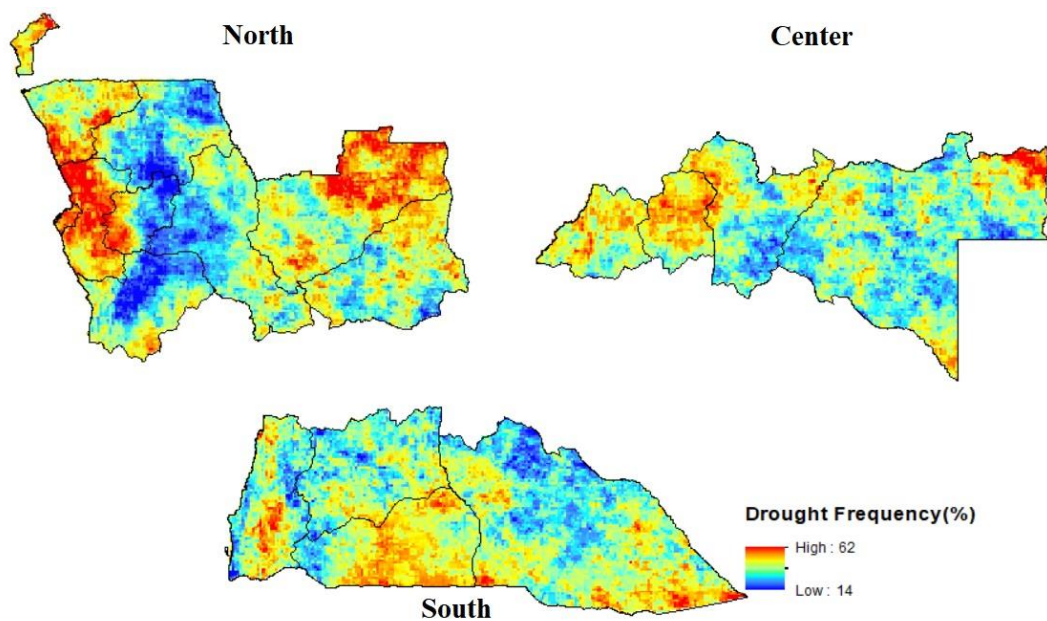 North
Center
South
Drought Frequency(%)
High : 62
Low : 14